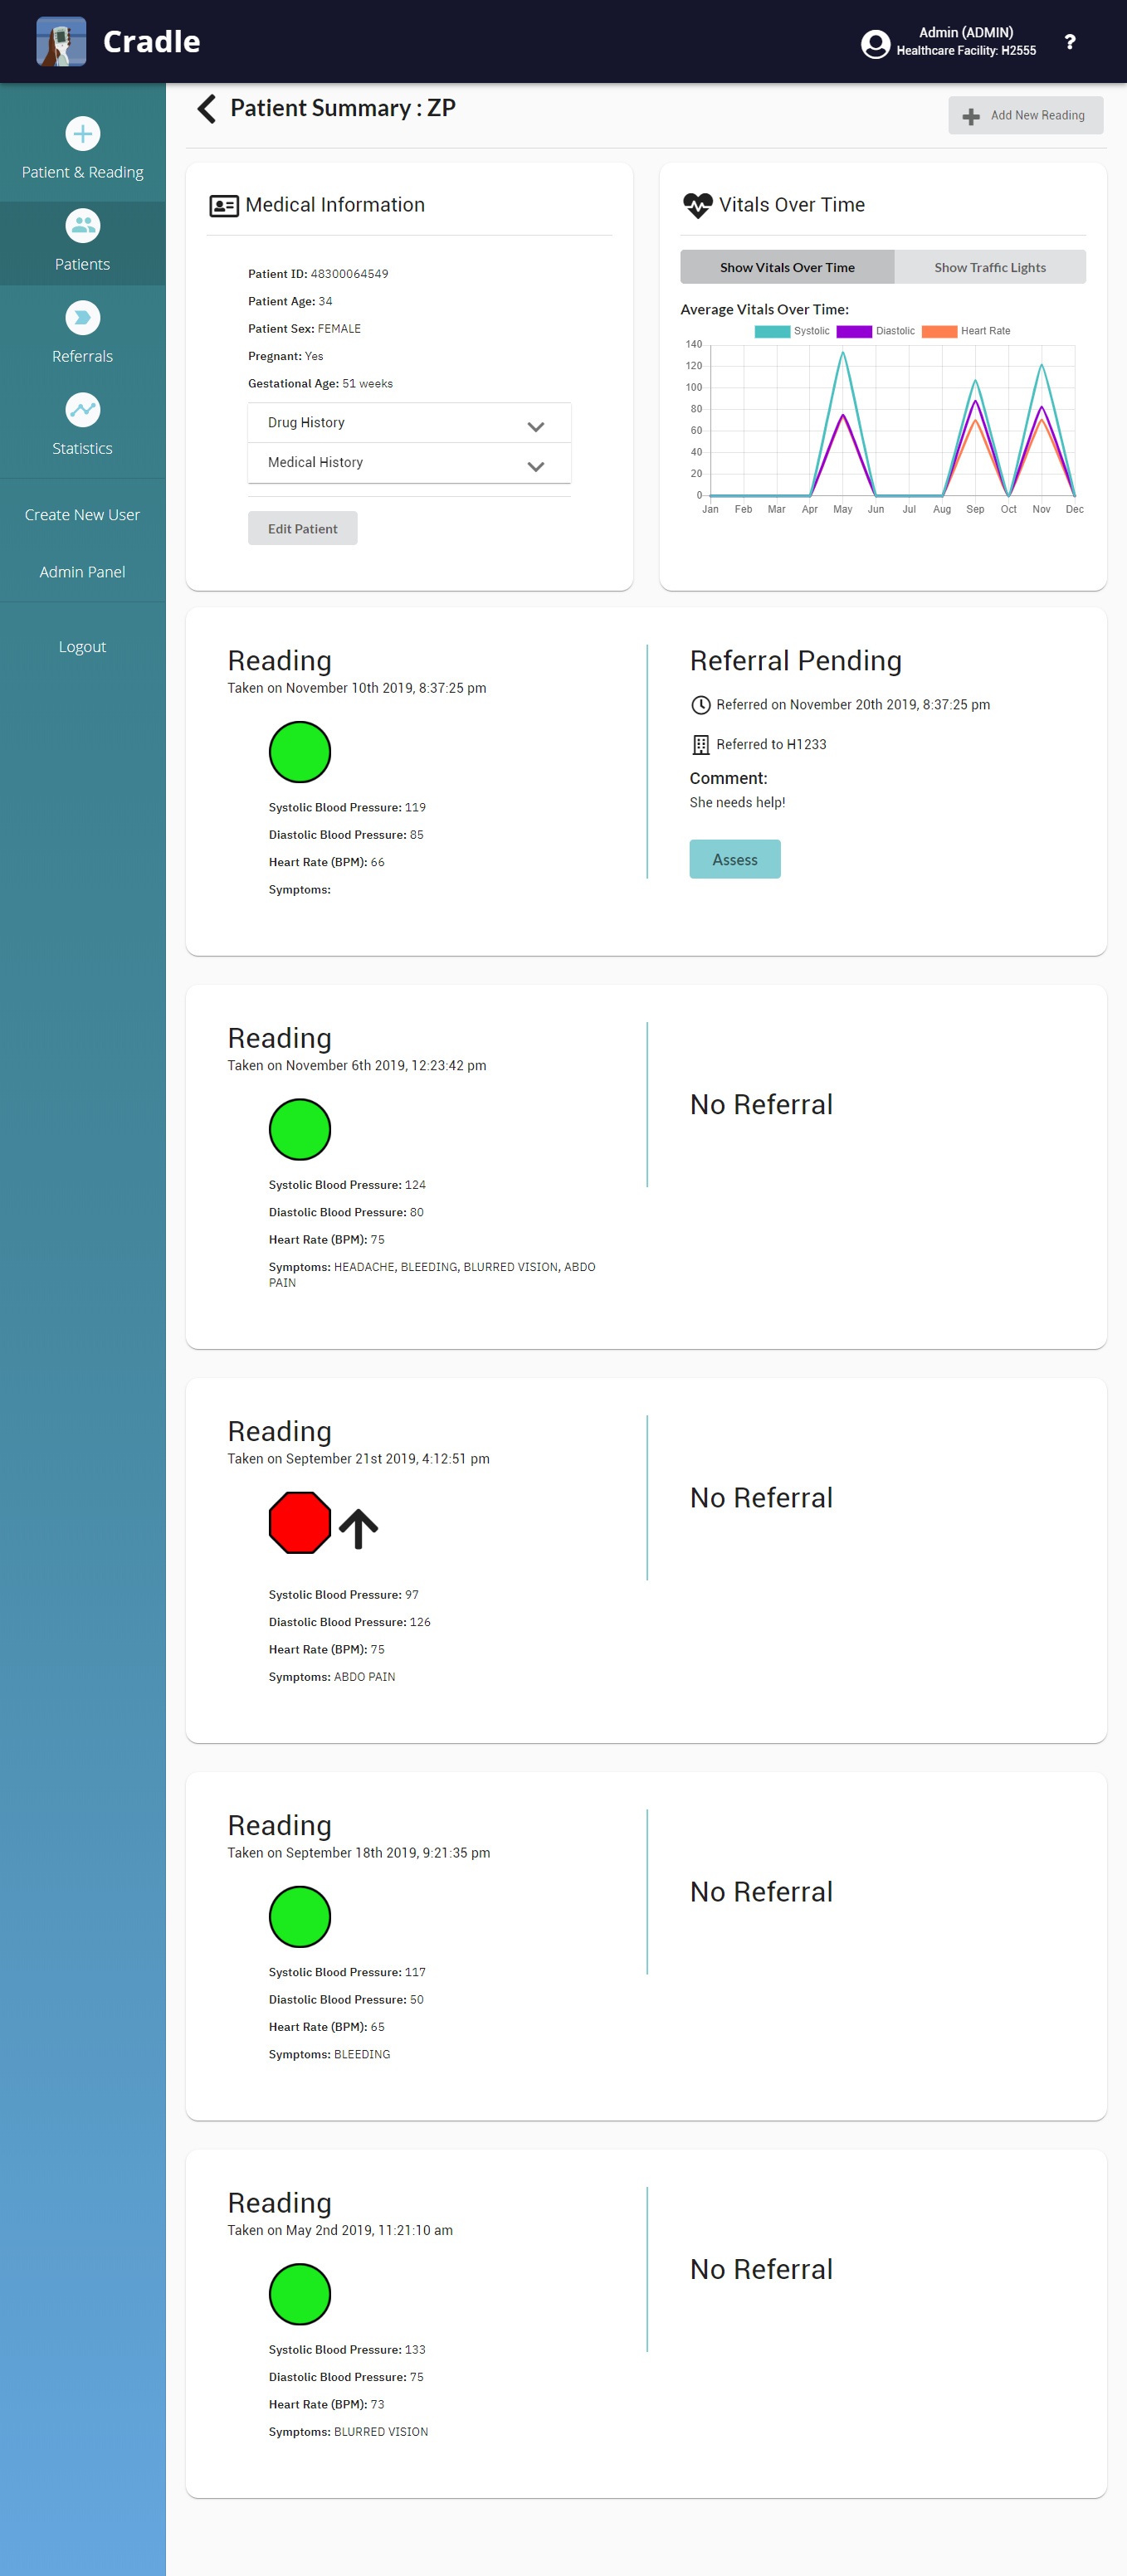 Cradle
Admin (ADMIN)
Healthcare Facility: H2555
?
Patient & Reading
Patients
Referrals
Statistics
Create New User
Admin Panel
Logout
Patient Summary : ZP
Add New Reading
Medical Information
Patient ID: 48300064549
Patient Age: 34
Patient Sex: FEMALE
Pregnant: Yes
Gestational Age: 51 weeks
Drug History
Medical History
Edit Patient
Vitals Over Time
Show Vitals Over Time
Show Traffic Lights
Average Vitals Over Time:
Systolic Diastolic Heart Rate
140
120
100
80
60
40
20
0
Jan Feb Mar Apr May Jun Jul Aug Sep Oct Nov Dec
Reading
Taken on November 10th 2019, 8:37:25 pm
Systolic Blood Pressure: 119
Diastolic Blood Pressure: 85
Heart Rate (BPM): 66
Symptoms:
Referral Pending
Referred on November 20th 2019, 8:37:25 pm
Referred to H1233
Comment:
She needs help!
Assess
Reading
Taken on November 6th 2019, 12:23:42 pm
Systolic Blood Pressure: 124
Diastolic Blood Pressure: 80
Heart Rate (BPM): 75
Symptoms: HEADACHE, BLEEDING, BLURRED VISION, ABDO
PAIN
No Referral
Reading
Taken on September 21st 2019, 4:12:51 pm
Systolic Blood Pressure: 97
Diastolic Blood Pressure: 126
Heart Rate (BPM): 75
Symptoms: ABDO PAIN
No Referral
Reading
Taken on September 18th 2019, 9:21:35 pm
Systolic Blood Pressure: 117
Diastolic Blood Pressure: 50
Heart Rate (BPM): 65
Symptoms: BLEEDING
No Referral
Reading
Taken on May 2nd 2019, 11:21:10 am
Systolic Blood Pressure: 133
Diastolic Blood Pressure: 75
Heart Rate (BPM): 73
Symptoms: BLURRED VISION
No Referral